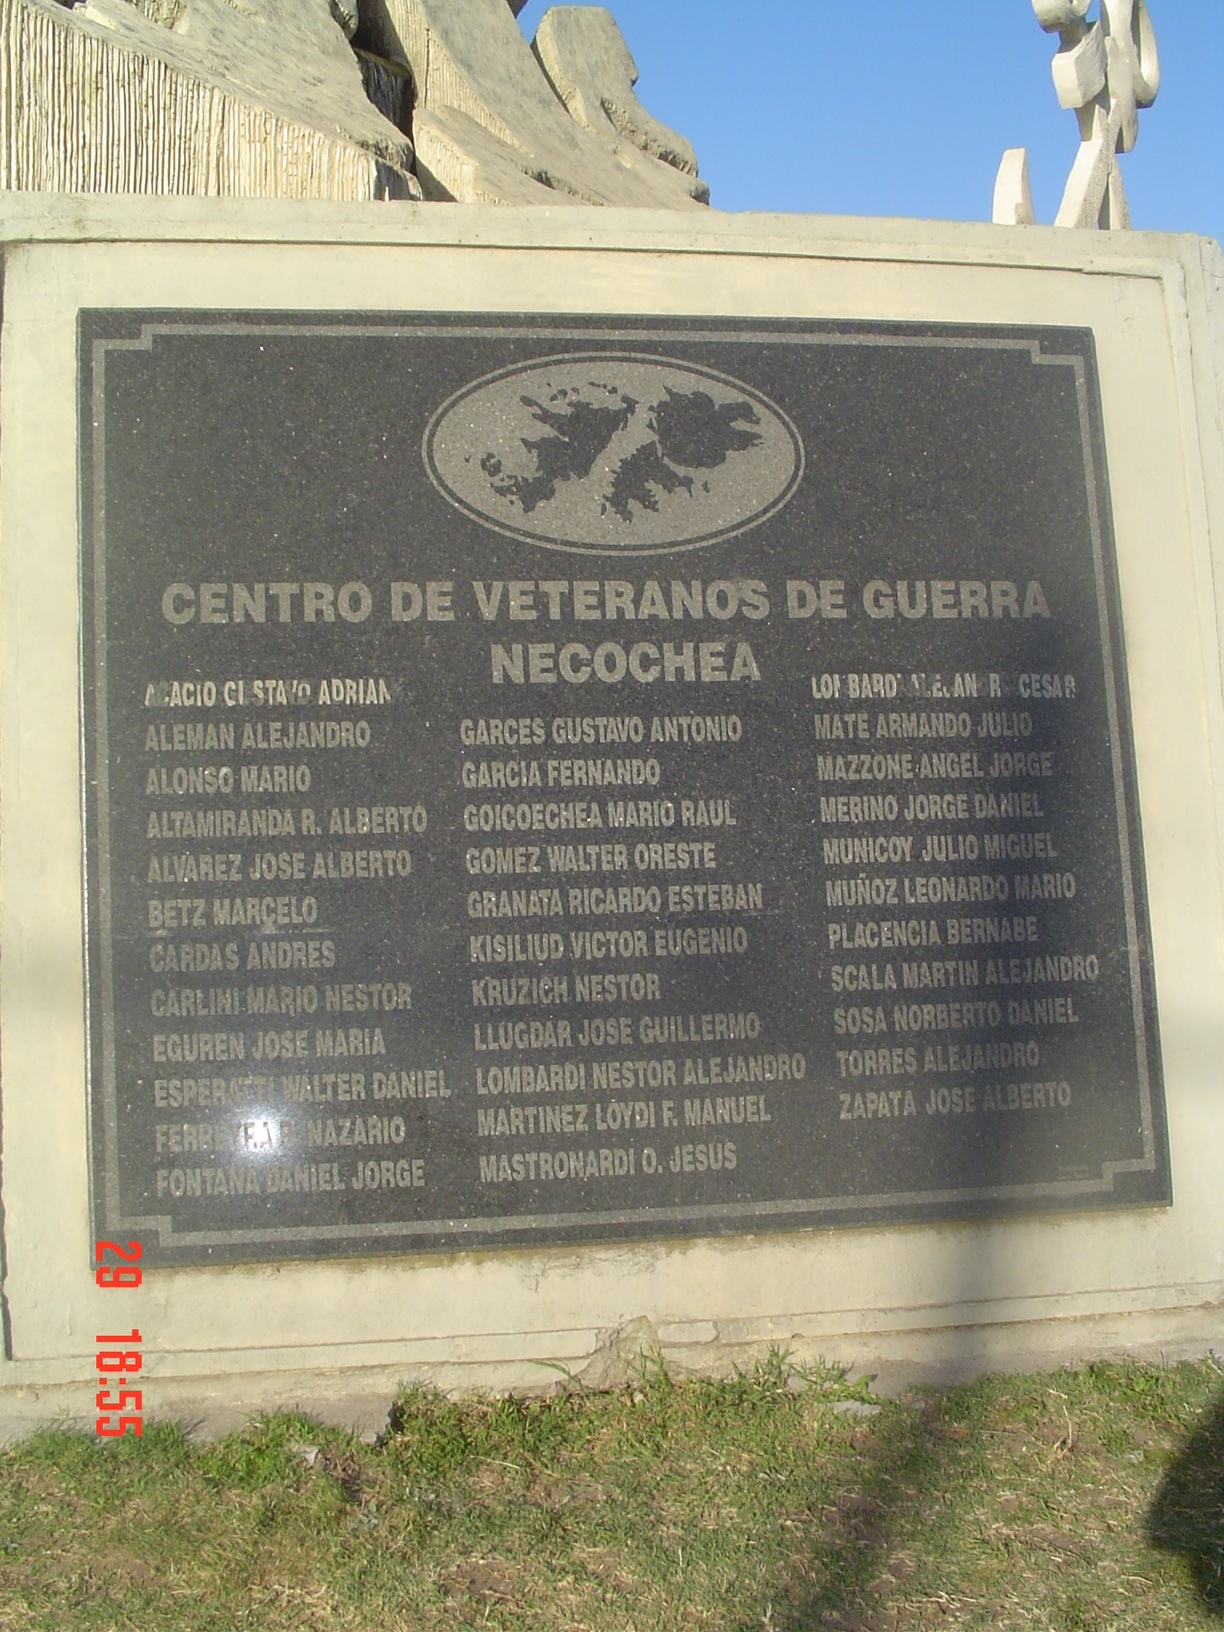 CENTRO DE VETERANOS DE GUERRA
NECOCHEA
ADRIAN
ALEMAN ALEJANDRO
ALONSO MARIO
ALTAMIRANDA R. ALBERTO
ALVAREZ JOSE ALBERTO
BETZ MARCELO
CARDAS ANDRES
CARLINI MARIO NESTOR
EGUREN JOSE MARIA
WALTER DANIEL
NAZARIO
FONTANA DANIEL JORGE
GARCES GUSTAVO ANTONIO
GARCIA FERNANDO
GOICOECHEA MARIO RAUL
GOMEZ WALTER ORESTE
GRANATA RICARDO ESTEBAN
KISILIUD VICTOR EUGENIO
KRUZICH NESTOR
LLUGDAR JOSE GUILLERMO
LOMBARDI NESTOR ALEJANDRO
MARTINEZ LOYDI F. MANUEL
MASTRONARDI O. JESUS
CESAR
MATE ARMANDO JULIO
MAZZONE ANGEL JORGE
MERINO JORGE DANIEL
MUNICOY JULIO MIGUEL
MUÑOZ LEONARDO MARIO
PLACENCIA BERNABE
SCALA MARTIN ALEJANDRO
SOSA NORBERTO DANIEL
TORRES ALEJANDRO
ZAPATA JOSE ALBERTO
29 18:55